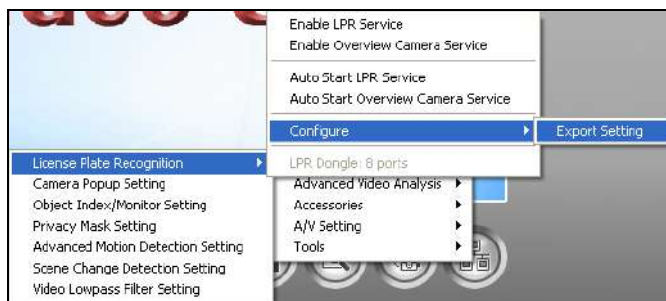 Enable LPR Service
Enable Overview Camera Service
Auto Start LPR Service
Auto Start Overview Camera Service
Configure
Export Setting
License Plate Recognition
LPR Dongle: 8 ports
Camera Popup Setting
Advanced Video Analysis
Object Index/Monitor Setting
Accessories
Privacy Mask Setting
A/V Setting
Advanced Motion Detection Setting
Tools
Scene Change Detection Setting
Video Lowpass Filter Setting